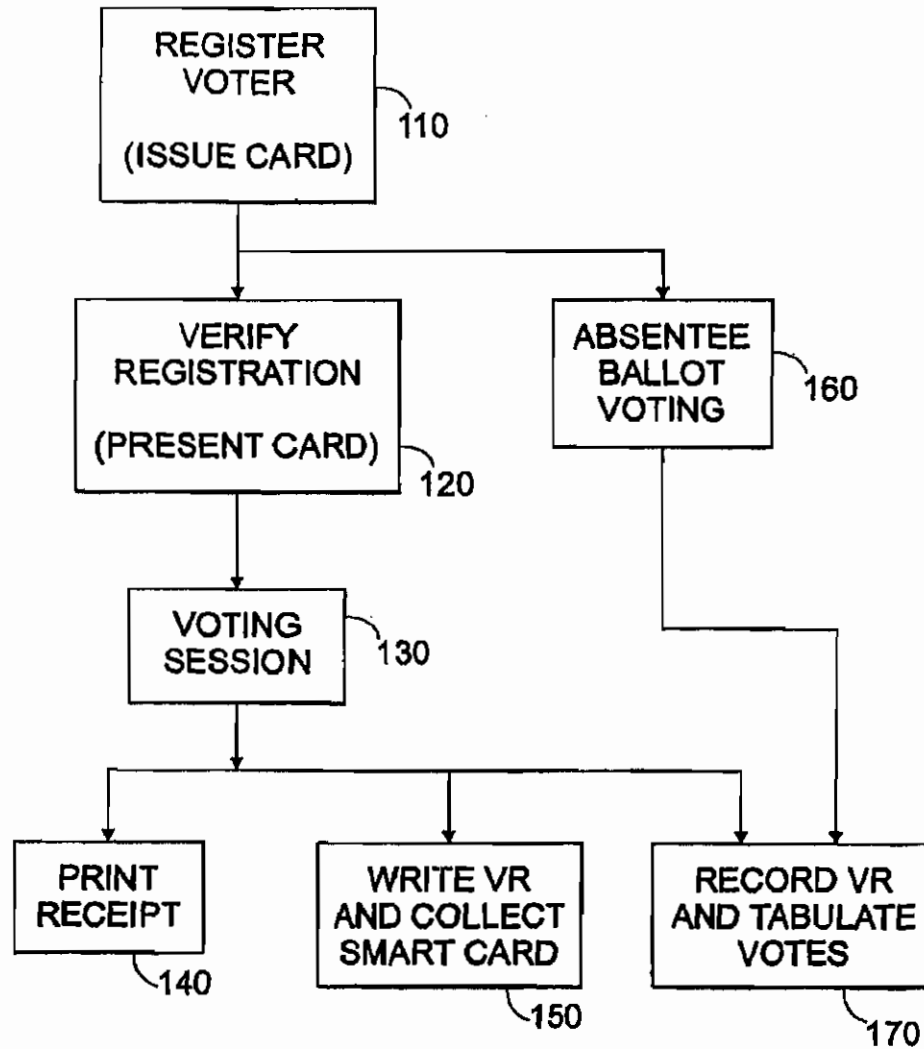 REGISTER
VOTER
(ISSUE CARD)
110
VERIFY
REGISTRATION
(PRESENT CARD)
120
ABSENTEE
BALLOT
VOTING
160
VOTING
SESSION
130
PRINT
RECEIPT
140
WRITE VR
AND COLLECT
SMART CARD
150
RECORD VR
AND TABULATE
VOTES
170